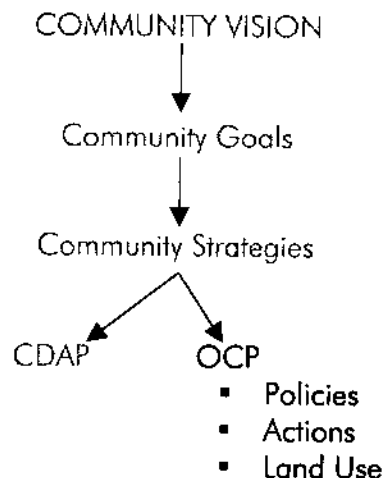 COMMUNITY VISION
Community Goals
Community Strategies
CDAP OCP
▪ Policies
▪ Actions
▪ Land Use